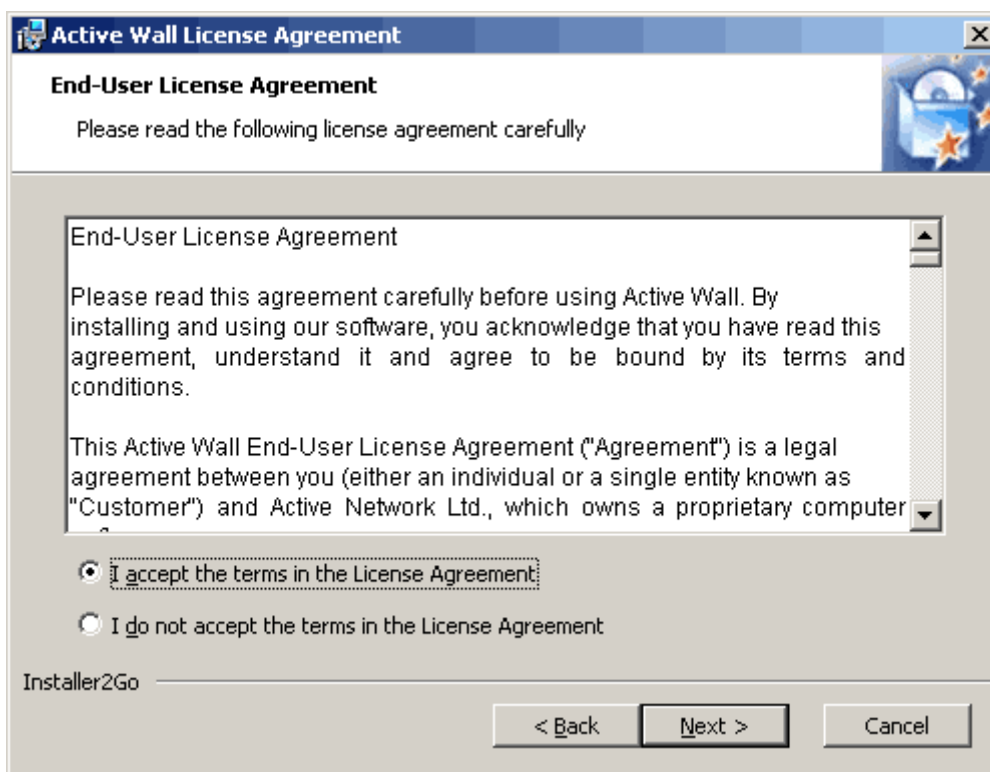 Active Wall License Agreement
End-User License Agreement
Please read the following license agreement carefully
End-User License Agreement
Please read this agreement carefully before using Active Wall. By
installing and using our software, you acknowledge that you have read this
agreement, understand it and agree to be bound by its terms and
conditions.
This Active Wall End-User License Agreement ("Agreement") is a legal
agreement between you (either an individual or a single entity known as
"Customer") and Active Network Ltd., which owns a proprietary computer
I accept the terms in the License Agreement
I do not accept the terms in the License Agreement
Installer2Go
< Back
Next >
Cancel